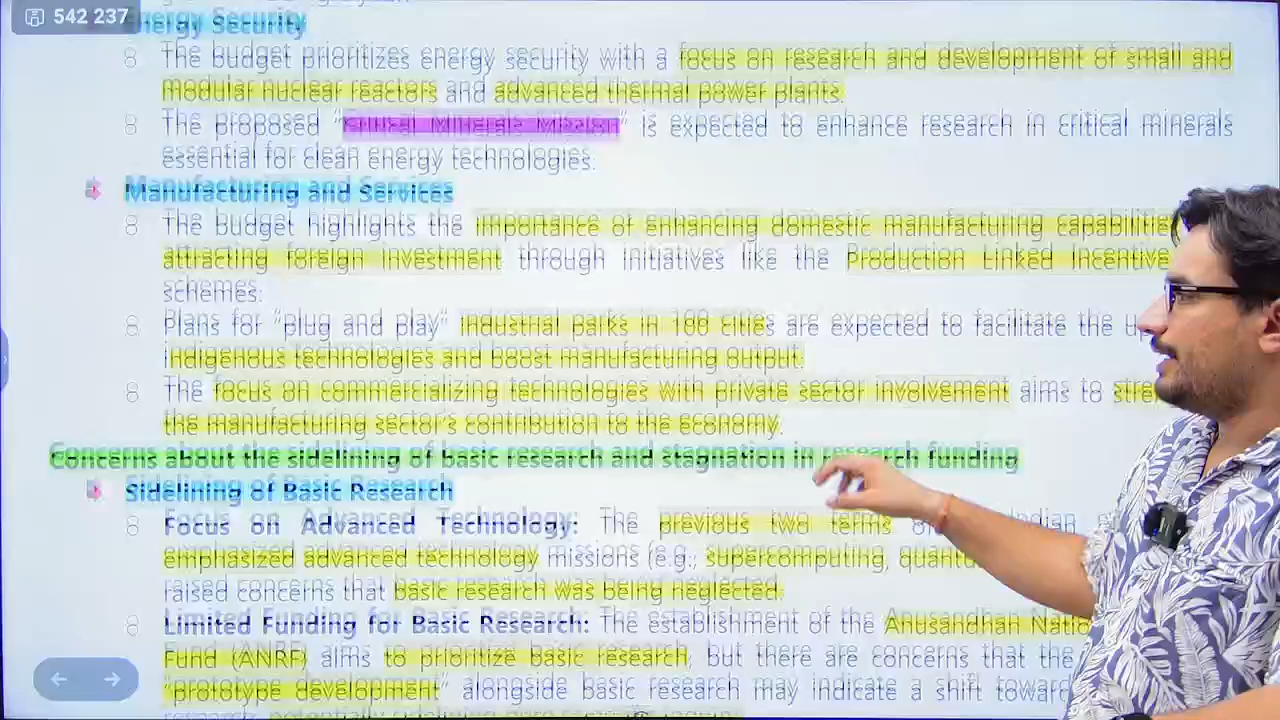 542 237
nergy Security
The budget prioritizes energy security with a focus on research and development of small and
modular nuclear reactors and advanced thermal power plants.
The proposed "Critical Minerals Mission" is expected to enhance research in critical minerals
essential for clean energy technologies.
Manufacturing and Services
The budget highlights the importance of enhancing domestic manufacturing capabilitie
attracting foreign investment through initiatives like the Production Linked Incentive
schemes.
Plans for "plug and play" industrial parks in 100 cities are expected to facilitate the
indigenous technologies and boost manufacturing output.
The focus on commercializing technologies with private sector involvement aims to
the manufacturing sector's contribution to the economy.
Concerns about the sidelining of basic research and stagnation in research funding
Sidelining of Basic Research
Focus on Advanced Technology: The previous two terms
emphasized advanced technology missions (e.g., supercomputing,
raised concerns that basic research was being neglected.
Limited Funding for Basic Research: The establishment of the Anusandhan Natio
Fund (ANRF) aims to prioritize basic research, but there are concerns that the
"prototype development" alongside basic research may indicate a shift toward
research, potentially sidelining